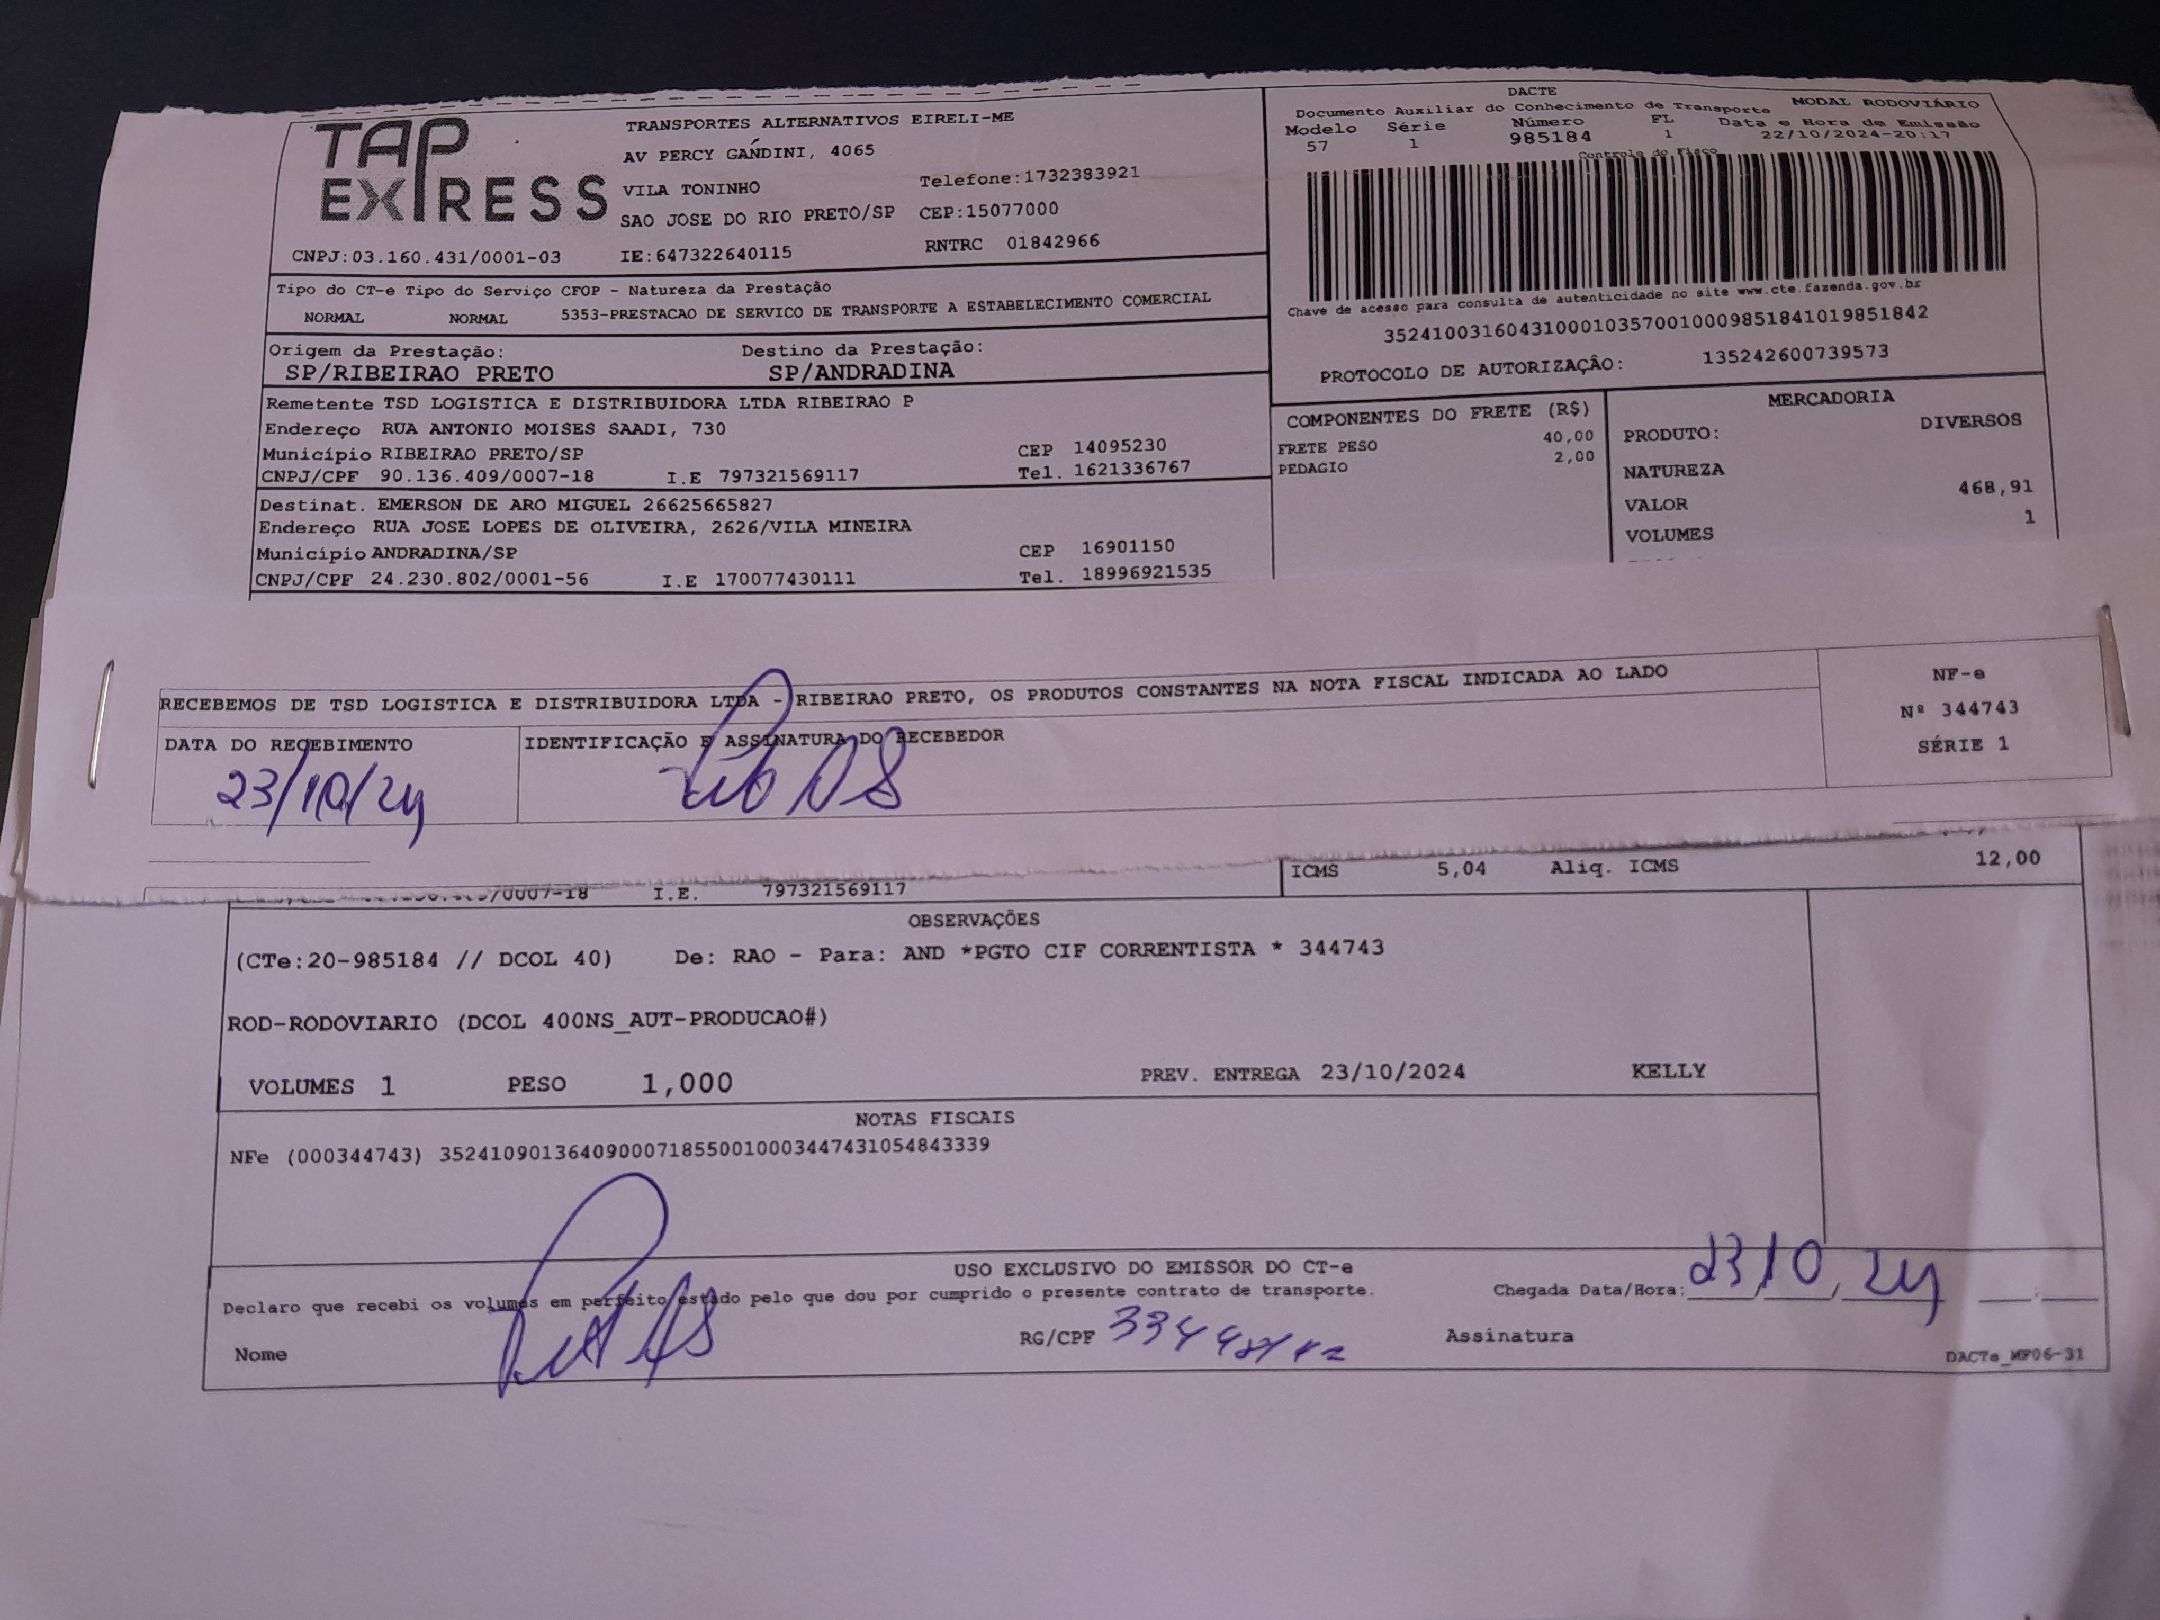 TAP EXPRESS
TRANSPORTES ALTERNATIVOS EIRELI-ME
AV PERCY GANDINI, 4065
VILA TONINHO Telefone:1732383921
SAO JOSE DO RIO PRETO/SP CEP:15077000
CNPJ:03.160.431/0001-03 IE:647322640115 RNTRC 01842966
DACTE
Documento Auxiliar do Conhecimento de Transporte MODAL RODOVIÁRIO
Modelo Série Número FL Data e Hora de Emissão
57 1 985184 1 22/10/2024-20:17
Controle do Fisco
Chave de acesso para consulta de autenticidade no site www.cte.fazenda.gov.br
35241003160431000103570010009851841019851842
PROTOCOLO DE AUTORIZAÇÂO: 135242600739573
Tipo do CT-e Tipo do Serviço CFOP - Natureza da Prestação
NORMAL NORMAL 5353-PRESTACAO DE SERVICO DE TRANSPORTE A ESTABELECIMENTO COMERCIAL
Origem da Prestação: Destino da Prestação:
SP/RIBEIRAO PRETO SP/ANDRADINA
Remetente TSD LOGISTICA E DISTRIBUIDORA LTDA RIBEIRAO P
Endereço RUA ANTONIO MOISES SAADI, 730
Município RIBEIRAO PRETO/SP CEP 14095230
CNPJ/CPF 90.136.409/0007-18 I.E 797321569117 Tel. 1621336767
Destinat. EMERSON DE ARO MIGUEL 26625665827
Endereço RUA JOSE LOPES DE OLIVEIRA, 2626/VILA MINEIRA
Município ANDRADINA/SP CEP 16901150
CNPJ/CPF 24.230.802/0001-56 I.E 170077430111 Tel. 18996921535
COMPONENTES DO FRETE (R$)
FRETE PESO 40,00
PEDAGIO 2,00
MERCADORIA
PRODUTO: DIVERSOS
NATUREZA
VALOR 468,91
VOLUMES 1
RECEBEMOS DE TSD LOGISTICA E DISTRIBUIDORA LTDA - RIBEIRAO PRETO, OS PRODUTOS CONSTANTES NA NOTA FISCAL INDICADA AO LADO
DATA DO RECEBIMENTO IDENTIFICAÇÃO E ASSINATURA DO RECEBEDOR
23/10/24
NF-e
Nº 344743
SÉRIE 1
ICMS 5,04 Aliq. ICMS 12,00
/0007-18 I.E. 797321569117
OBSERVAÇÕES
(CTe:20-985184 // DCOL 40) De: RAO - Para: AND *PGTO CIF CORRENTISTA * 344743
ROD-RODOVIARIO (DCOL 400NS_AUT-PRODUCAO#)
VOLUMES 1 PESO 1,000 PREV. ENTREGA 23/10/2024 KELLY
NOTAS FISCAIS
NFe (000344743) 35241090136409000718550010003447431054843339
USO EXCLUSIVO DO EMISSOR DO CT-e
Declaro que recebi os volumes em perfeito estado pelo que dou por cumprido o presente contrato de transporte. Chegada Data/Hora: 23 10 24
Nome RG/CPF Assinatura
DACTe_MP06-31